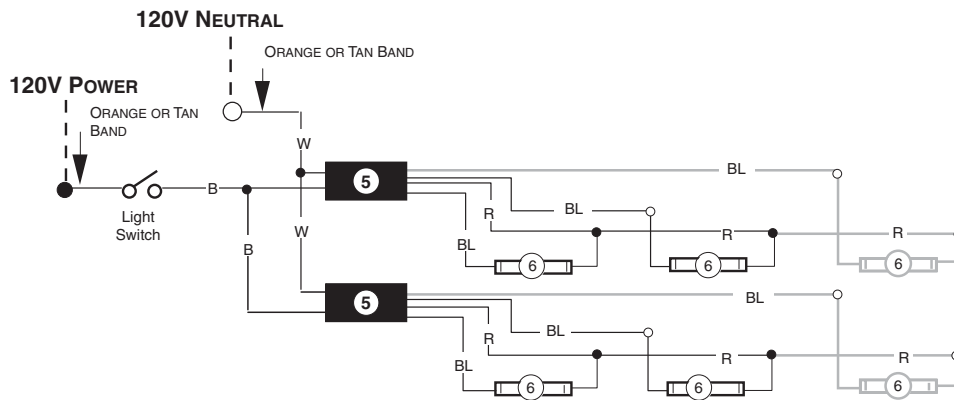 120V NEUTRAL
ORANGE OR TAN BAND
120V POWER
ORANGE OR TAN
BAND
W
5
BL
B
R
BL
R
R
Light
Switch
B
W
BL
6
6
6
5
BL
BL
R
R
R
BL
6
6
6